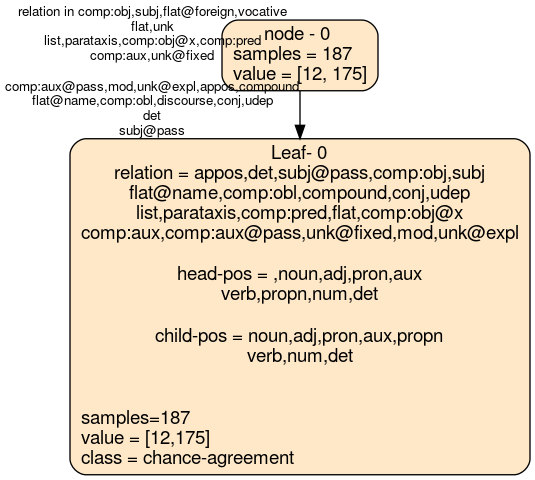 relation in comp:obj,subj,flat@foreign,vocative
flat,unk
list,parataxis,comp:obj@x,comp:pred
comp:aux,unk@fixed
comp:aux@pass,mod,unk@expl,appos,compound
flat@name,comp:obl,discourse,conj,udep
det
subj@pass
node - 0
samples = 187
value = [12, 175]
Leaf- 0
relation = appos,det,subj@pass,comp:obj,subj
flat@name,comp:obl,compound,conj,udep
list,parataxis,comp:pred,flat,comp:obj@x
comp:aux,comp:aux@pass,unk@fixed,mod,unk@expl
head-pos = ,noun,adj,pron,aux
verb,propn,num,det
child-pos = noun,adj,pron,aux,propn
verb,num,det
samples=187
value = [12,175]
class = chance-agreement